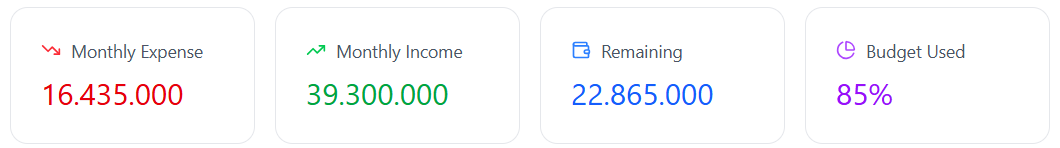 Monthly Expense
16.435.000
Monthly Income
39.300.000
Remaining
22.865.000
Budget Used
85%